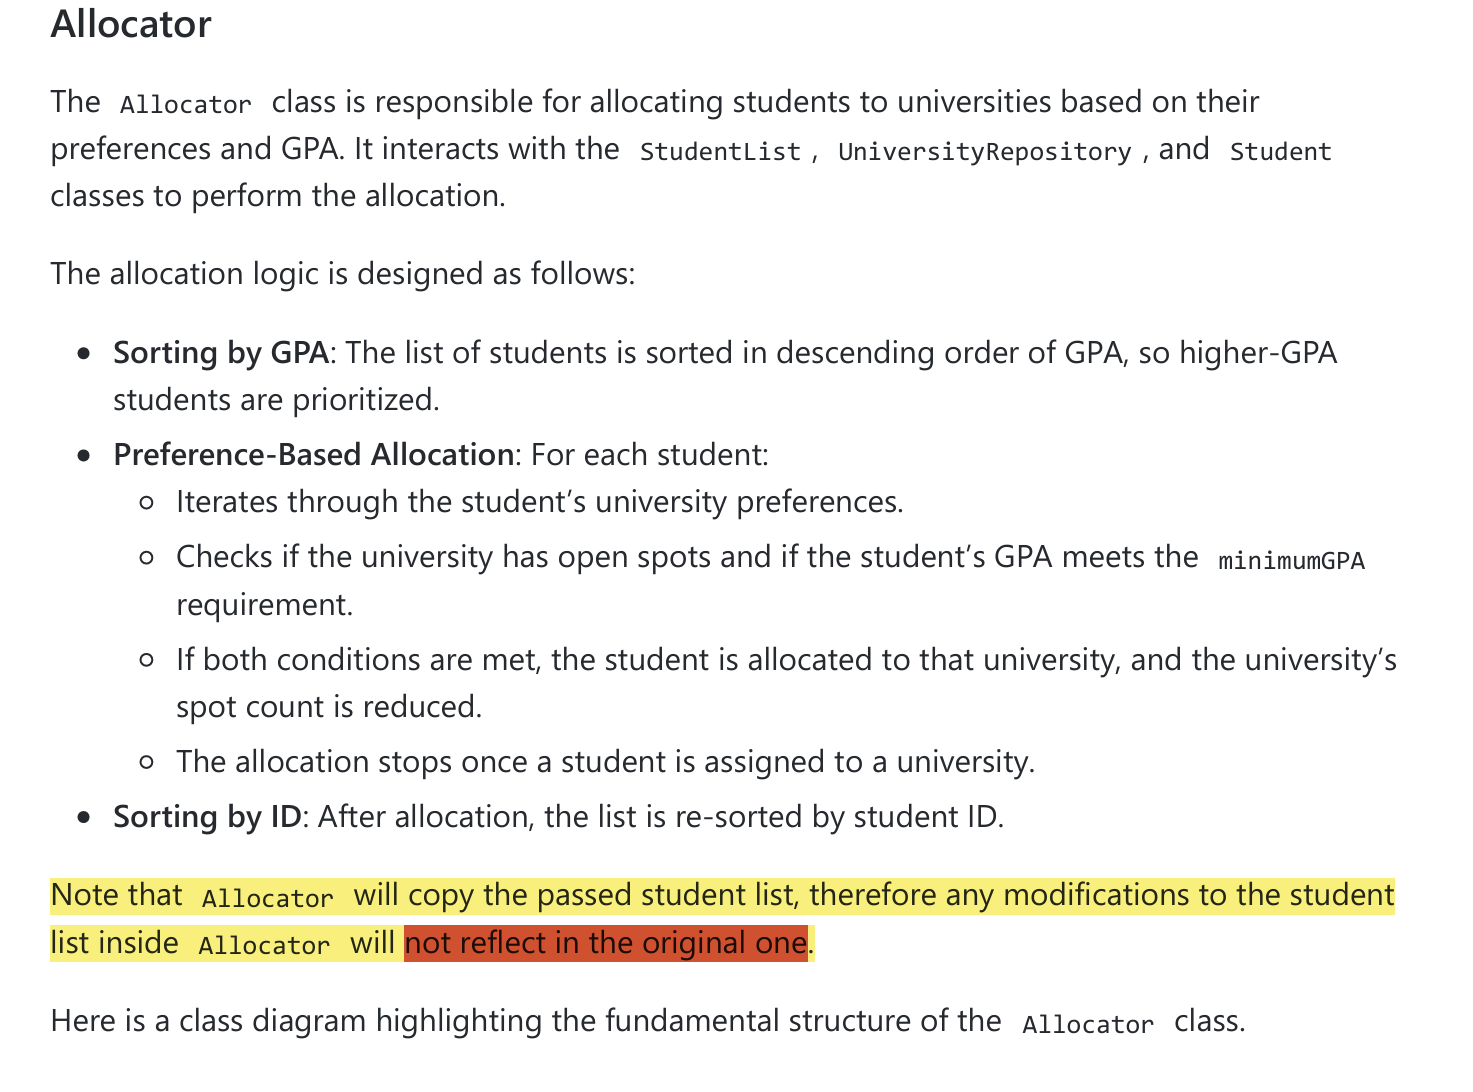 Allocator
The Allocator class is responsible for allocating students to universities based on their
preferences and GPA. It interacts with the StudentList , UniversityRepository , and Student
classes to perform the allocation.
The allocation logic is designed as follows:
• Sorting by GPA: The list of students is sorted in descending order of GPA, so higher-GPA
students are prioritized.
• Preference-Based Allocation: For each student:
◦ Iterates through the student’s university preferences.
◦ Checks if the university has open spots and if the student’s GPA meets the minimumGPA
requirement.
◦ If both conditions are met, the student is allocated to that university, and the university’s
spot count is reduced.
◦ The allocation stops once a student is assigned to a university.
• Sorting by ID: After allocation, the list is re-sorted by student ID.
Note that Allocator will copy the passed student list, therefore any modifications to the student
list inside Allocator will not reflect in the original one.
Here is a class diagram highlighting the fundamental structure of the Allocator class.